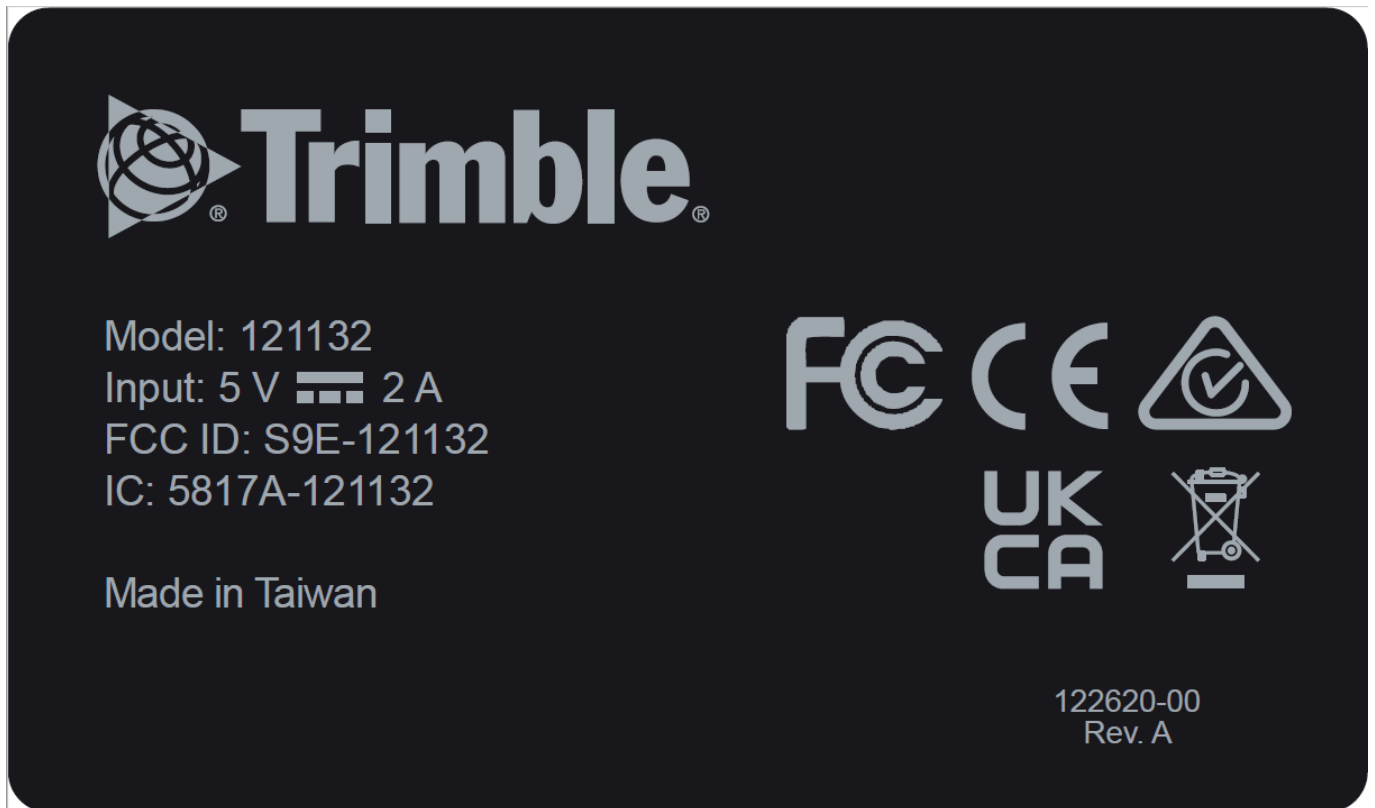 Trimble
Model: 121132
Input: 5 V ⎓ 2 A
FCC ID: S9E-121132
IC: 5817A-121132
Made in Taiwan
FC CE
UK
CA
122620-00
Rev. A